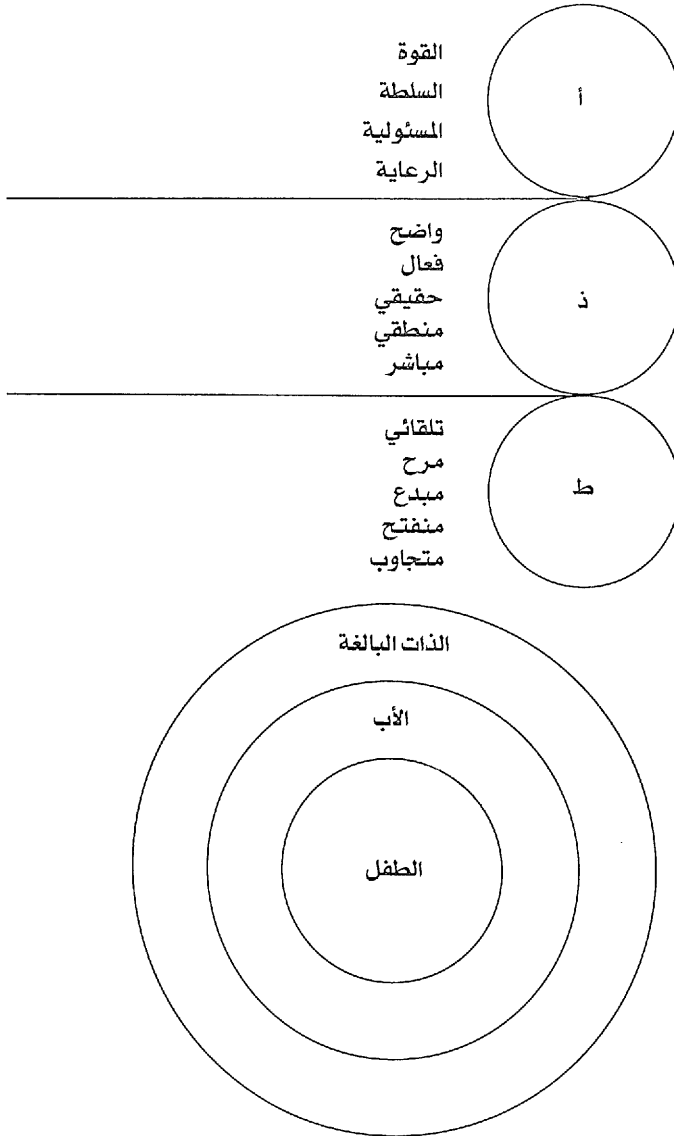 أ
القوة
السلطة
المسئولية
الرعاية
ذ
واضح
فعال
حقيقي
منطقي
مباشر
ط
تلقائي
مرح
مبدع
منفتح
متجاوب
الذات البالغة
الأب
الطفل